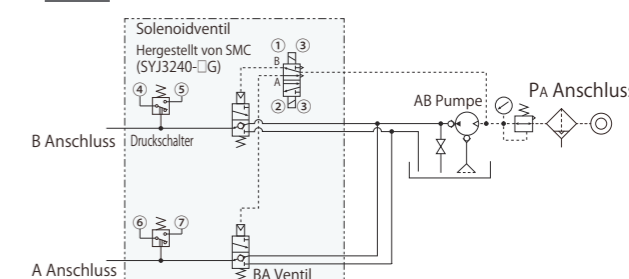 Solenoidventil
Hergestellt von SMC
(SYJ3240-□G)
① ③
B
A
② ③
④ ⑤
B Anschluss
Druckschalter
AB Pumpe
PA Anschlus
⑥ ⑦
A Anschluss
BA Ventil